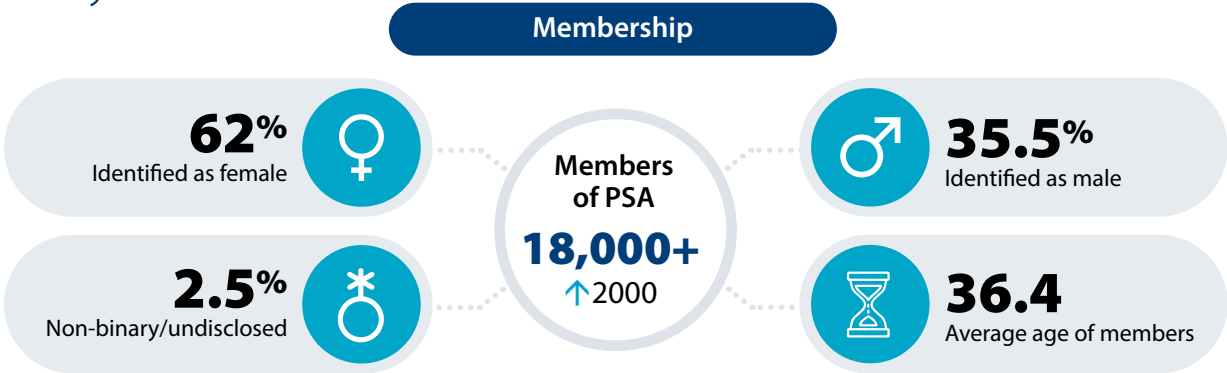 Membership
62%
Identified as female
2.5%
Non-binary/undisclosed
Members
of PSA
18,000+
↑2000
35.5%
Identified as male
36.4
Average age of members